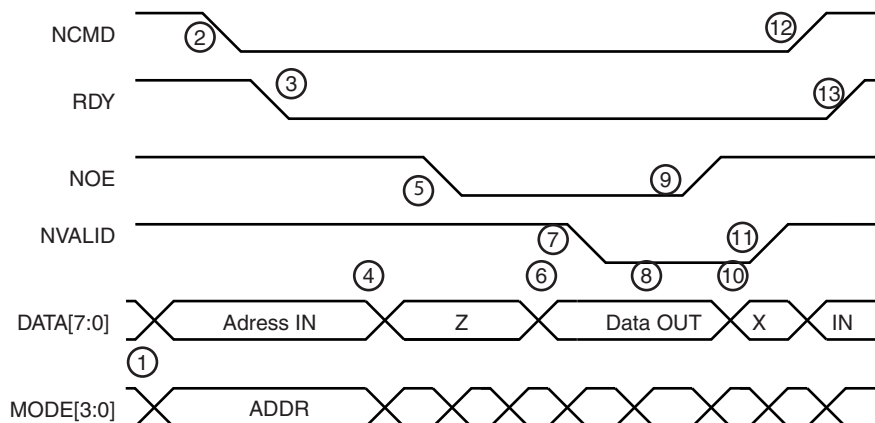 NCMD ② ⑫
RDY ③ ⑬
NOE ⑤ ⑨
NVALID ⑦ ⑪
④ ⑥ ⑧ ⑩
DATA[7:0] Adress IN Z Data OUT X IN
①
MODE[3:0] ADDR